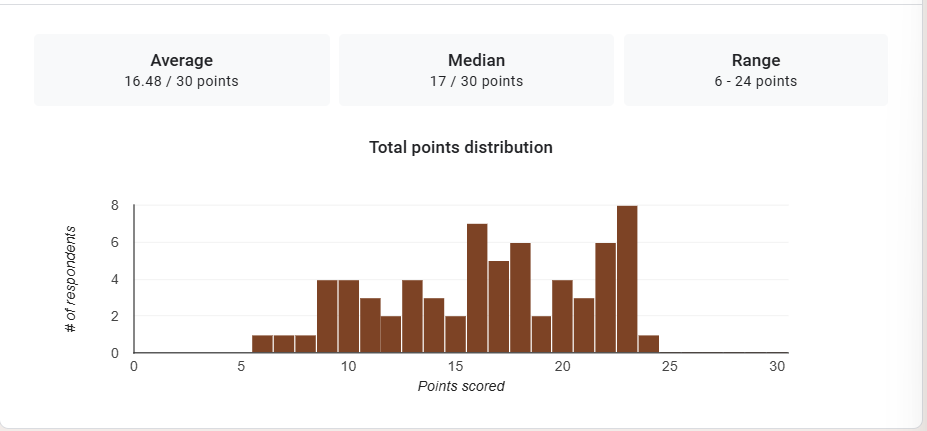 Average
16.48 / 30 points
Median
17 / 30 points
Range
6 - 24 points
Total points distribution
# of respondents
8
6
4
2
0
0 5 10 15 20 25 30
Points scored